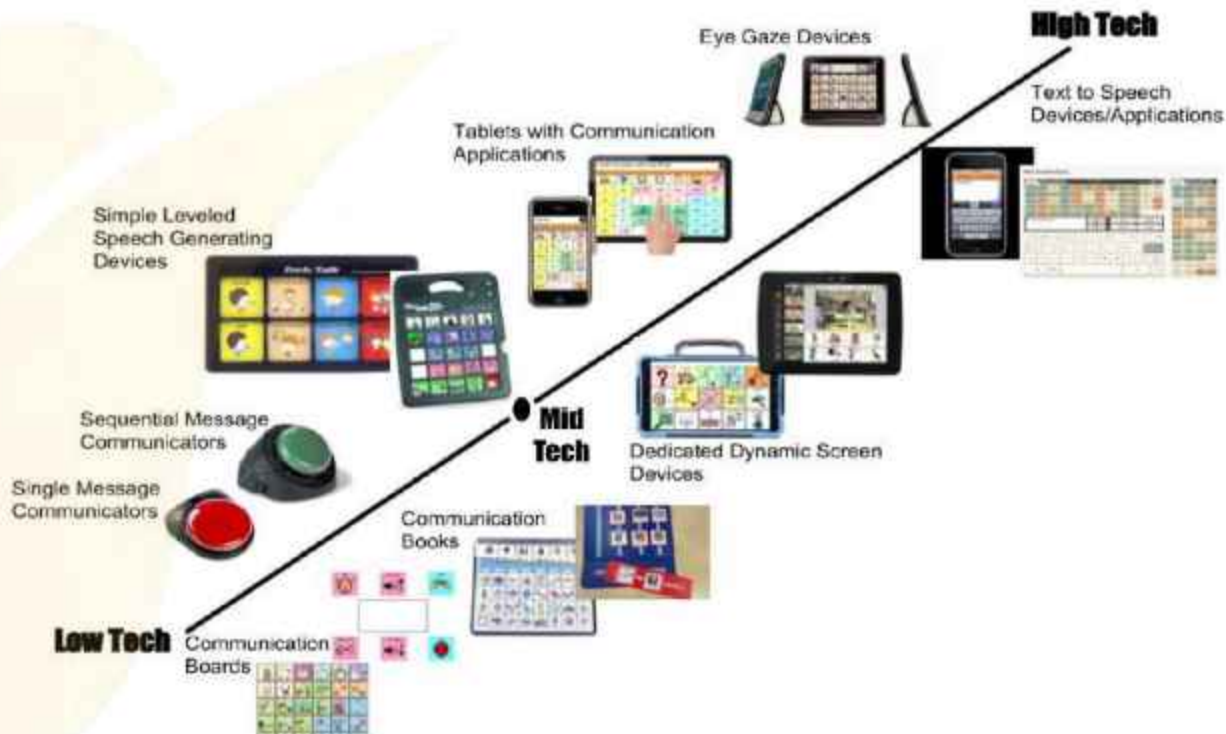 High Tech
Eye Gaze Devices
Text to Speech
Devices/Applications
Tablets with Communication
Applications
Simple Leveled
Speech Generating
Devices
Mid
Tech
Sequential Message
Communicators
Dedicated Dynamic Screen
Devices
Single Message
Communicators
Communication
Books
Low Tech
Communication
Boards